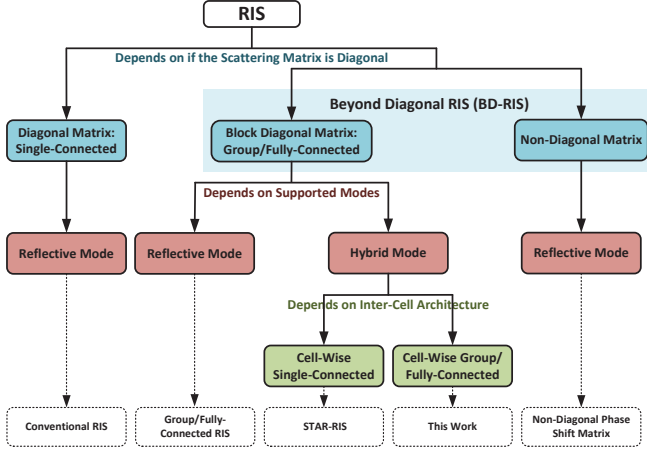 RIS
Depends on if the Scattering Matrix is Diagonal
Beyond Diagonal RIS (BD-RIS)
Diagonal Matrix:
Single-Connected
Block Diagonal Matrix:
Group/Fully-Connected
Non-Diagonal Matrix
Depends on Supported Modes
Reflective Mode
Reflective Mode
Hybrid Mode
Reflective Mode
Depends on Inter-Cell Architecture
Cell-Wise
Single-Connected
Cell-Wise Group/
Fully-Connected
Conventional RIS
Group/Fully-
Connected RIS
STAR-RIS
This Work
Non-Diagonal Phase
Shift Matrix